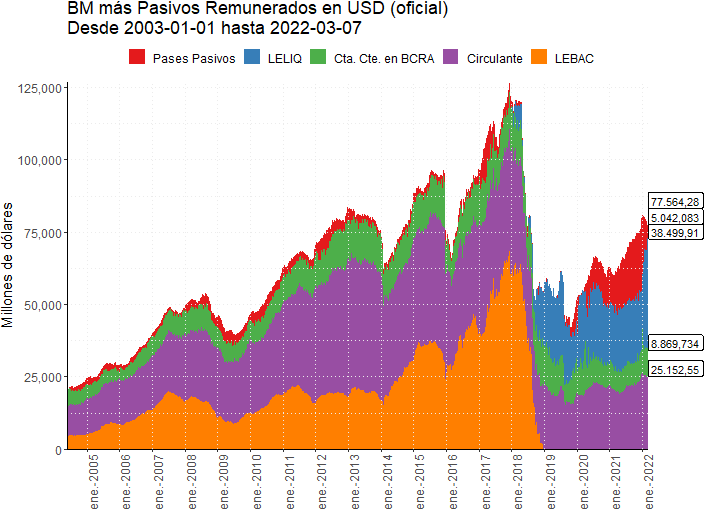 BM más Pasivos Remunerados en USD (oficial)
Desde 2003-01-01 hasta 2022-03-07
Pases Pasivos LELIQ Cta. Cte. en BCRA Circulante LEBAC
Millones de dólares
125,000
100,000
75,000
50,000
25,000
0
77.564,28
5.042,083
38.499,91
8.869,734
25.152,55
ene.-2005
ene.-2006
ene.-2007
ene.-2008
ene.-2009
ene.-2010
ene.-2011
ene.-2012
ene.-2013
ene.-2014
ene.-2015
ene.-2016
ene.-2017
ene.-2018
ene.-2019
ene.-2020
ene.-2021
ene.-2022